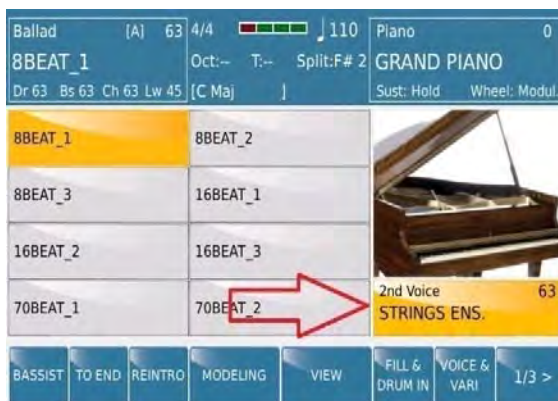 Ballad [A] 63
8BEAT_1
Dr 63 Bs 63 Ch 63 Lw 45
4/4 ♩110
Oct:-- T:-- Split:F# 2
[C Maj ]
Piano 0
GRAND PIANO
Sust: Hold Wheel: Modul.
8BEAT_1 8BEAT_2
8BEAT_3 16BEAT_1
16BEAT_2 16BEAT_3
70BEAT_1 70BEAT_2
2nd Voice 63
STRINGS ENS.
BASSIST TO END REINTRO MODELING VIEW FILL & DRUM IN VOICE & VARI 1/3 >